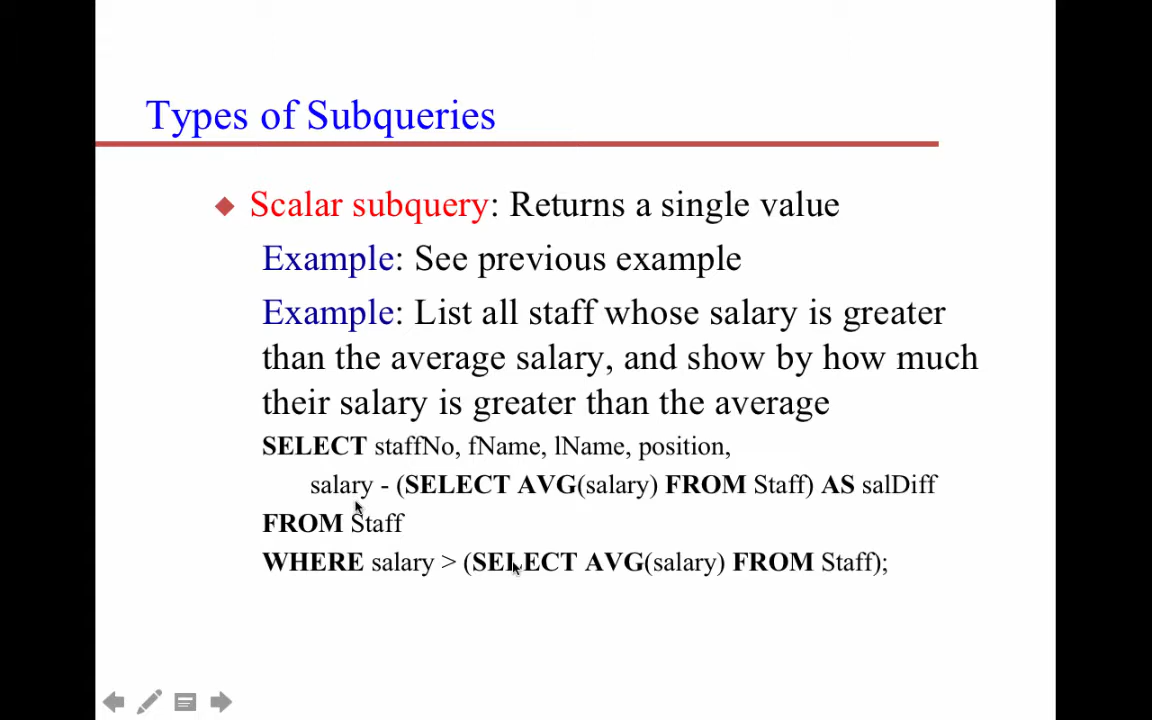 Types of Subqueries
Scalar subquery: Returns a single value
Example: See previous example
Example: List all staff whose salary is greater
than the average salary, and show by how much
their salary is greater than the average
SELECT staffNo, fName, lName, position,
salary - (SELECT AVG(salary) FROM Staff) AS salDiff
FROM Staff
WHERE salary > (SELECT AVG(salary) FROM Staff);